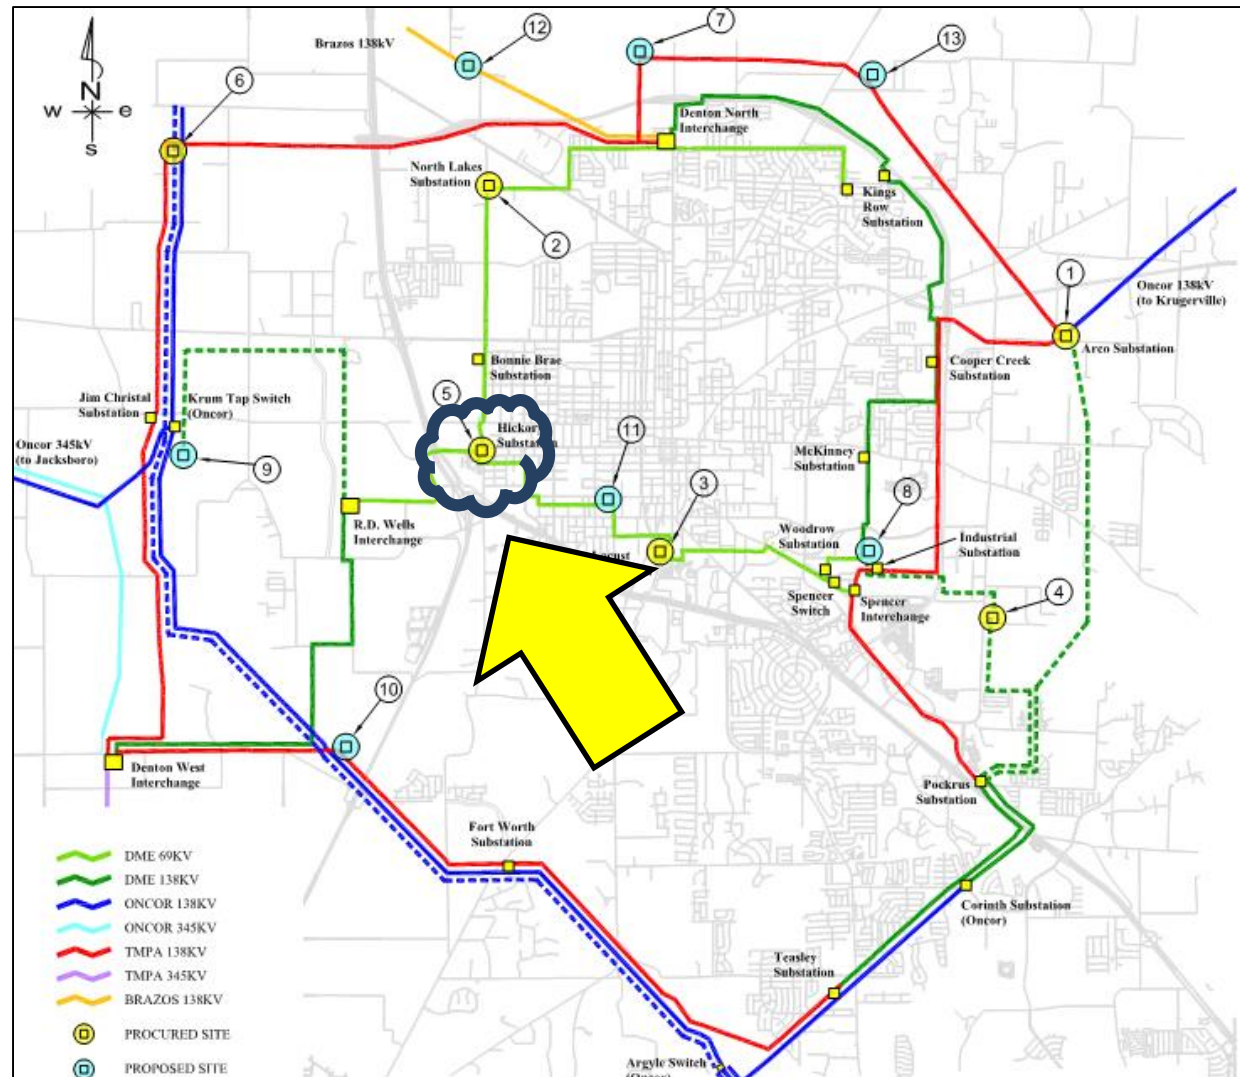 12
7
13
Brazos 138kV
6
N
w e
s
Denton North
Interchange
North Lakes
Substation
Kings
Row
Substation
2
1
Oncor 138kV
(to Krugerville)
Arco Substation
Bonnie Brae
Substation
Cooper Creek
Substation
5
Jim Christal
Substation
Krum Tap Switch
(Oncor)
Hickory
Substation
11
Oncor 345kV
(to Jacksboro)
9
McKinney
Substation
3
8
R.D. Wells
Interchange
Woodrow
Substation
Industrial
Substation
Locust
Spencer
Switch
Spencer
Interchange
4
10
Denton West
Interchange
Pockrus
Substation
Fort Worth
Substation
DME 69KV
DME 138KV
ONCOR 138KV
ONCOR 345KV
TMPA 138KV
TMPA 345KV
BRAZOS 138KV
PROCURED SITE
PROPOSED SITE
Corinth Substation
(Oncor)
Teasley
Substation
Argyle Switch
(Oncor)